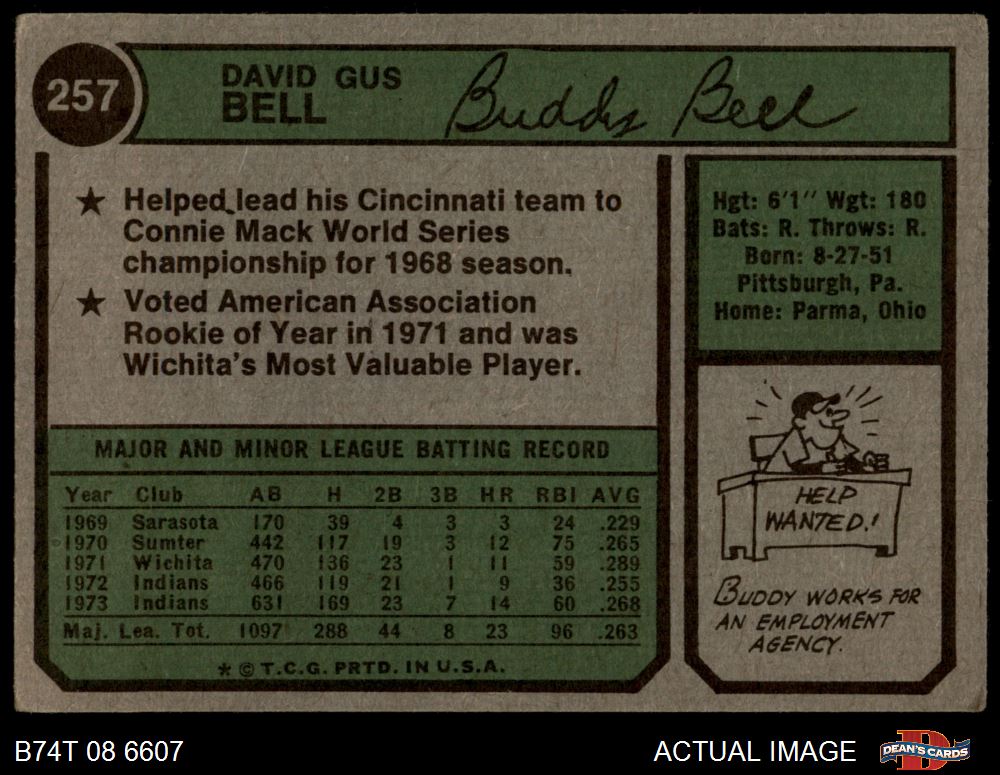 257
DAVID GUS
BELL
Buddy Bell
★ Helped lead his Cincinnati team to
Connie Mack World Series
championship for 1968 season.
★ Voted American Association
Rookie of Year in 1971 and was
Wichita's Most Valuable Player.
Hgt: 6'1" Wgt: 180
Bats: R. Throws: R.
Born: 8-27-51
Pittsburgh, Pa.
Home: Parma, Ohio
MAJOR AND MINOR LEAGUE BATTING RECORD
Year Club AB H 2B 3B HR RBI AVG
1969 Sarasota 170 39 4 3 3 24 .229
1970 Sumter 442 117 19 3 12 75 .265
1971 Wichita 470 136 23 1 11 59 .289
1972 Indians 466 119 21 1 9 36 .255
1973 Indians 631 169 23 7 14 60 .268
Maj. Lea. Tot. 1097 288 44 8 23 96 .263
* © T.C.G. PRTD. IN U.S.A.
HELP
WANTED!
BUDDY WORKS FOR
AN EMPLOYMENT
AGENCY.
B74T 08 6607
ACTUAL IMAGE
DEAN'S CARDS